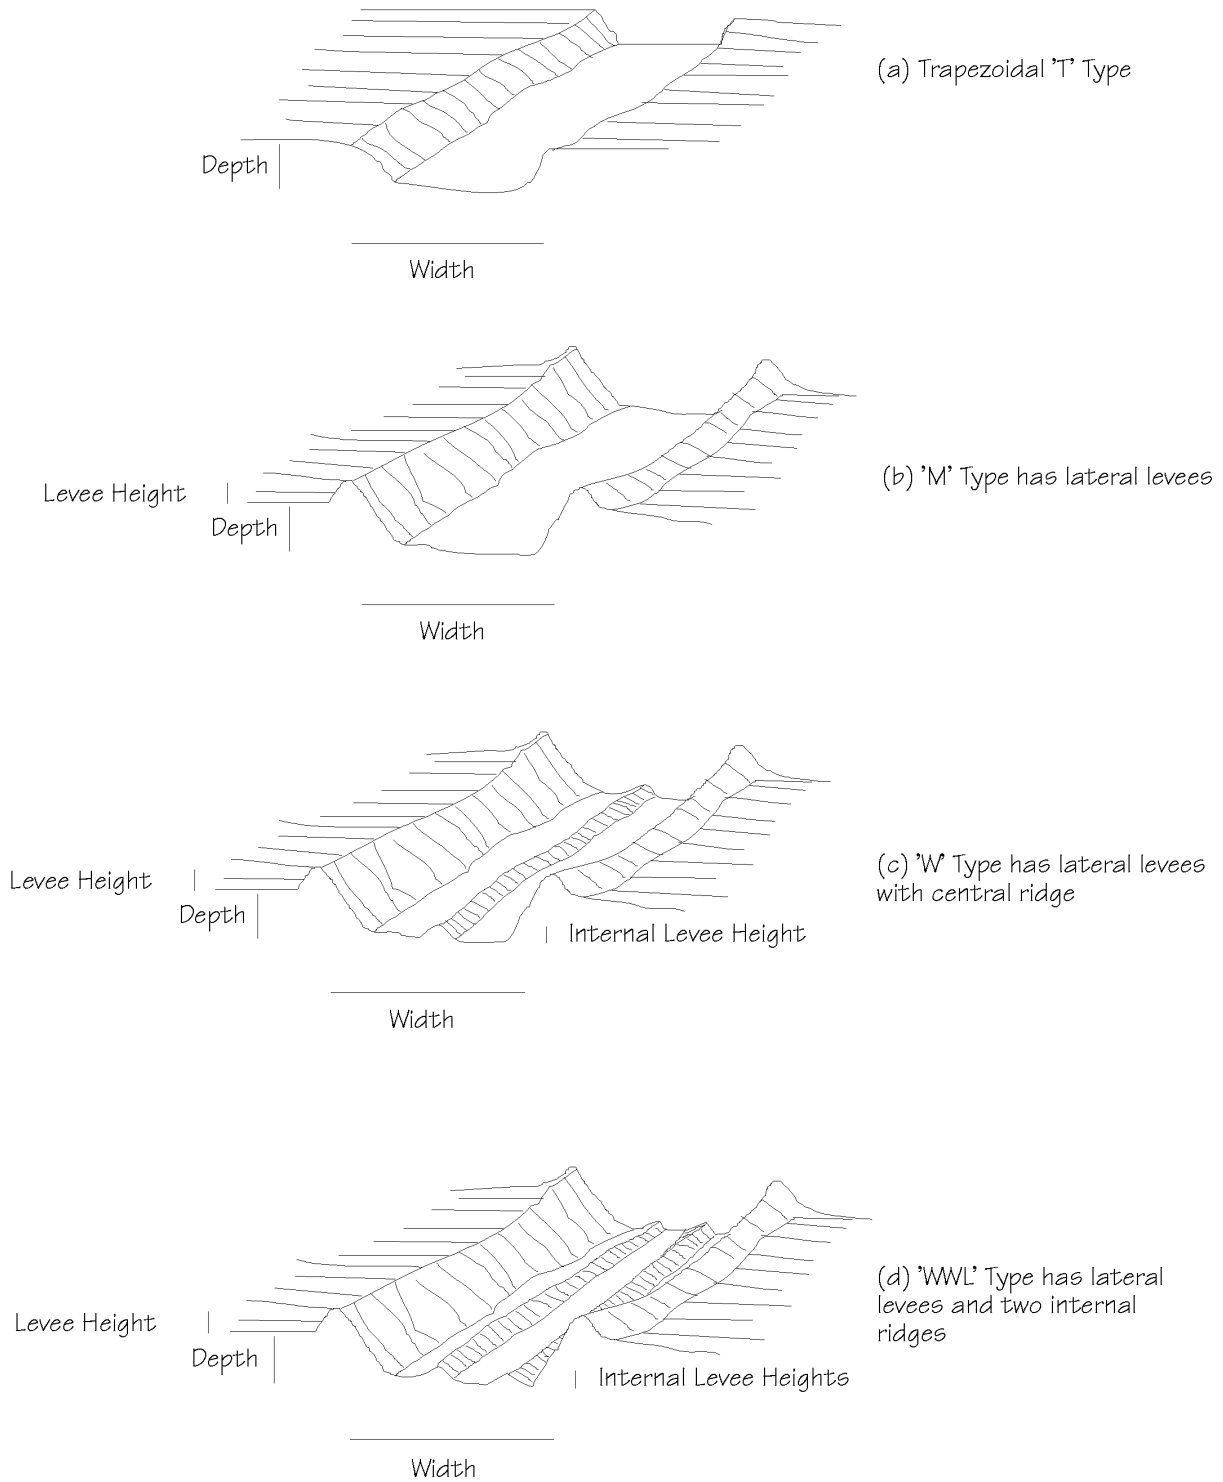 (a) Trapezoidal 'T' Type
Depth
Width
(b) 'M' Type has lateral levees
Levee Height
Depth
Width
(c) 'W' Type has lateral levees
with central ridge
Levee Height
Depth
Internal Levee Height
Width
(d) 'WWL' Type has lateral
levees and two internal
ridges
Levee Height
Depth
Internal Levee Heights
Width